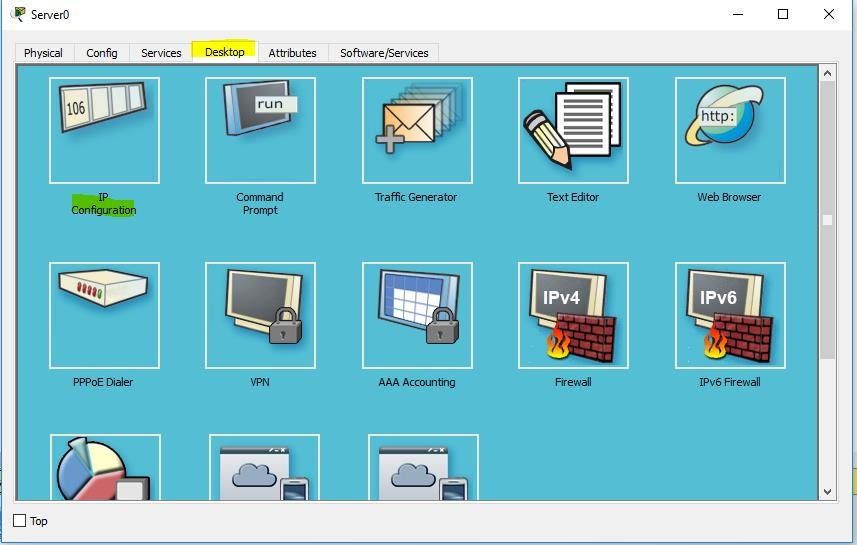 Server0
Physical Config Services Desktop Attributes Software/Services
106
run
http:
IP
Configuration
Command
Prompt
Traffic Generator
Text Editor
Web Browser
IPv4
IPv6
PPPoE Dialer
VPN
AAA Accounting
Firewall
IPv6 Firewall
Top